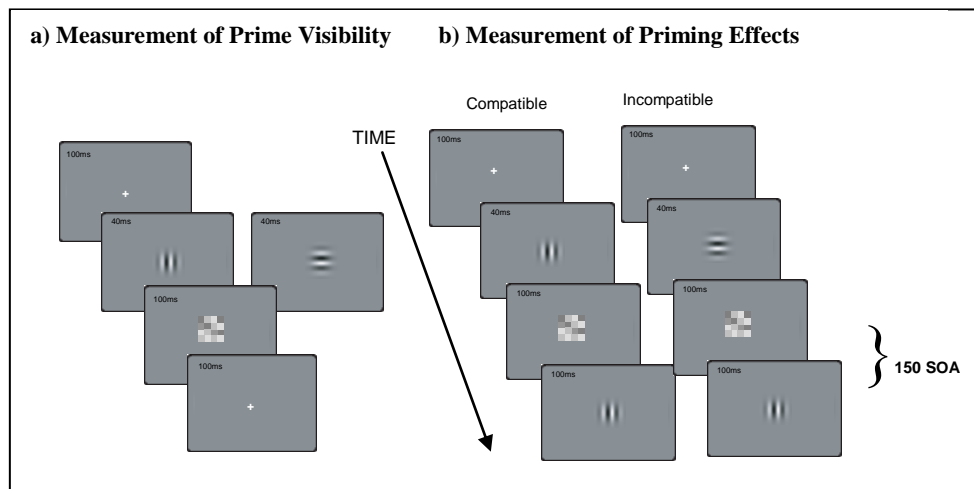 a) Measurement of Prime Visibility
100ms
40ms
40ms
100ms
100ms
b) Measurement of Priming Effects
Compatible
Incompatible
TIME
100ms
100ms
40ms
40ms
100ms
100ms
100ms
100ms
150 SOA